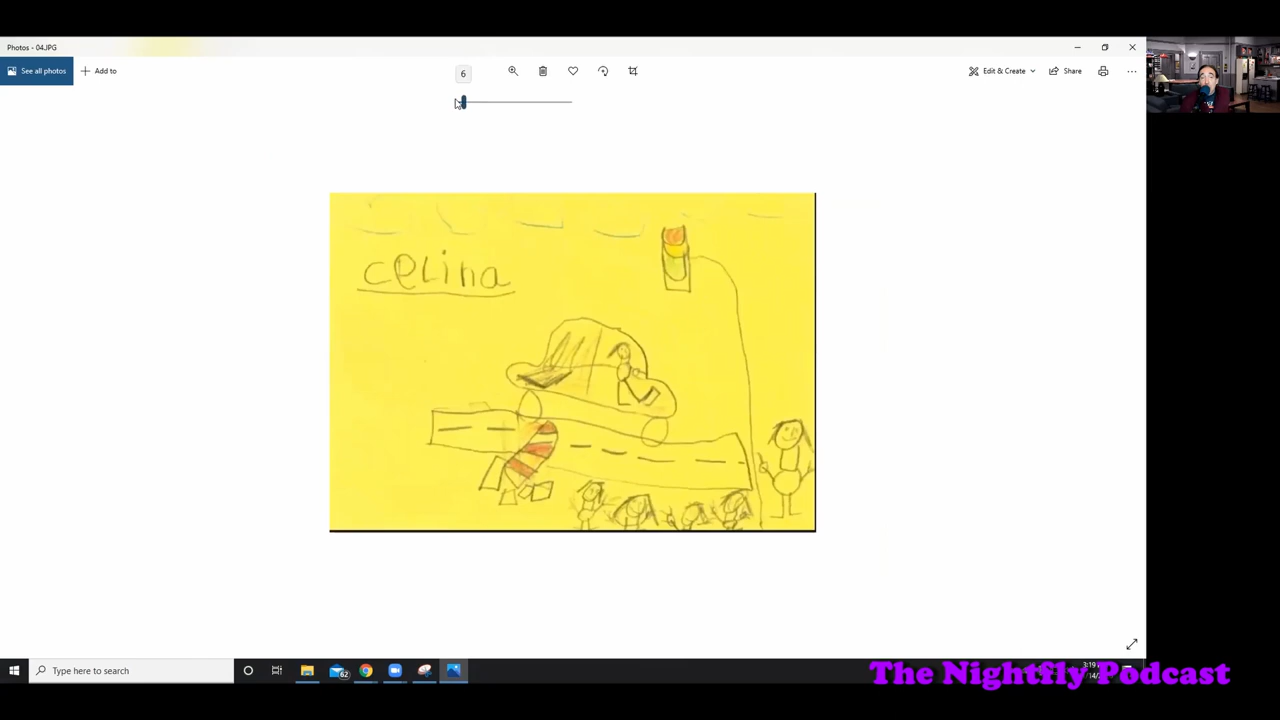 Photos - 04.JPG
See all photos
Add to
6
Edit & Create
Share
celina
Type here to search
62
The Nightfly Podcast